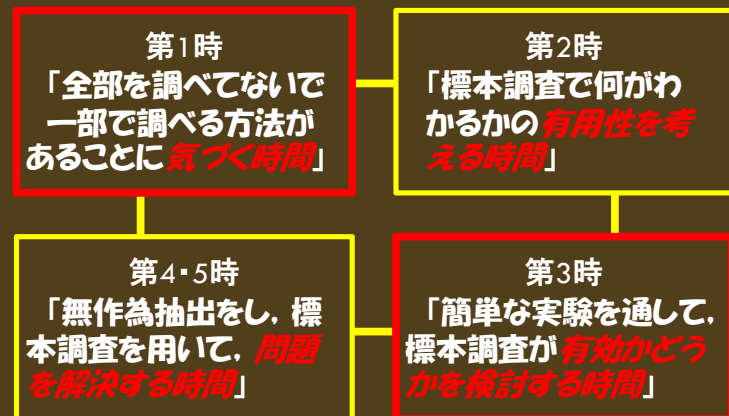 第1時
「全部を調べてないで
一部で調べる方法が
あることに気づく時間」
第2時
「標本調査で何がわ
かるかの有用性を考
える時間」
第3時
「簡単な実験を通して，
標本調査が有効かどう
かを検討する時間」
第4・5時
「無作為抽出をし，標
本調査を用いて，問題
を解決する時間」